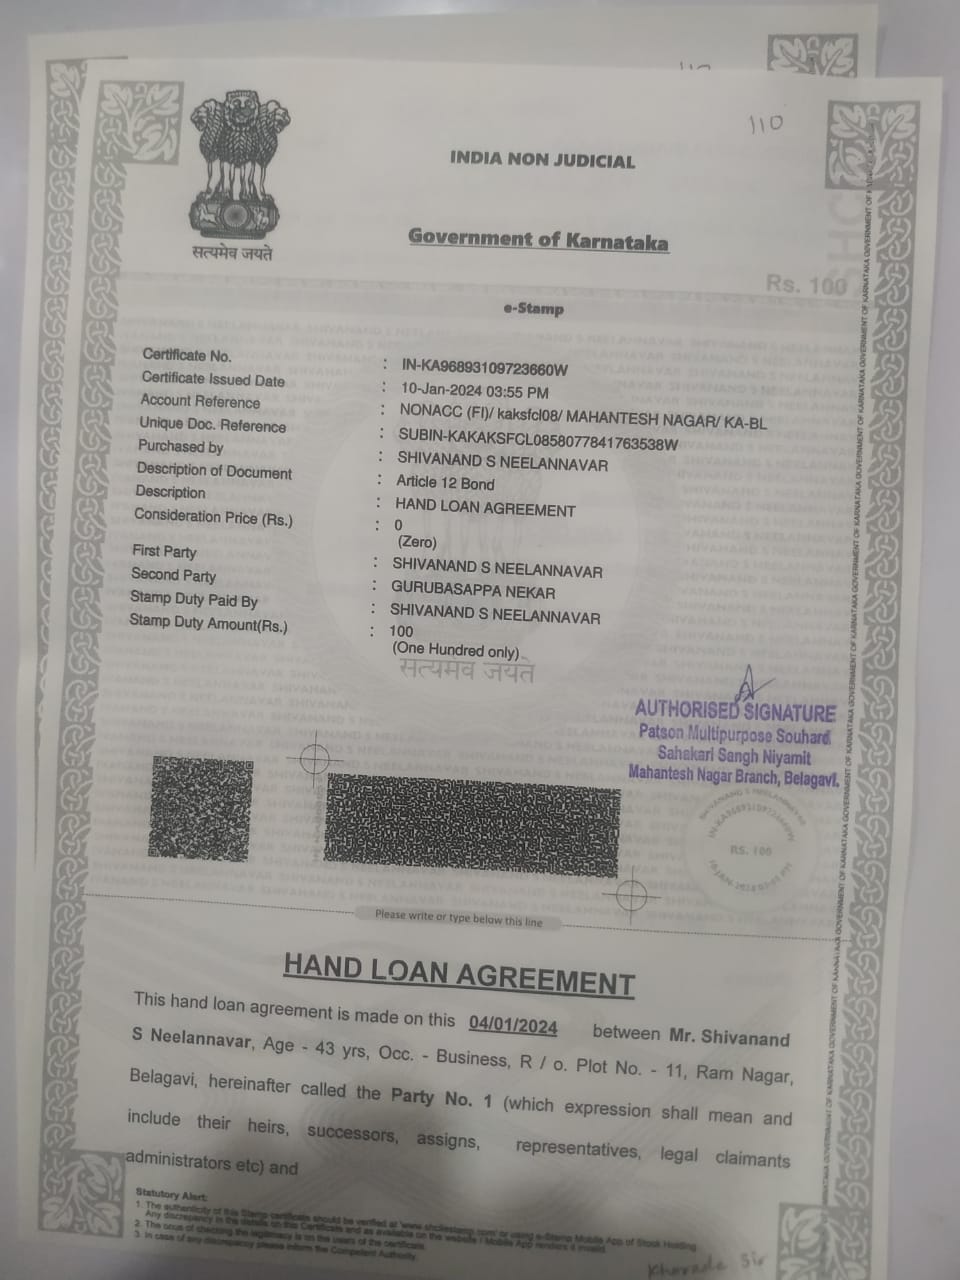 110
INDIA NON JUDICIAL
Government of Karnataka
सत्यमेव जयते
Rs. 100
e-Stamp
Certificate No. : IN-KA96893109723660W
Certificate Issued Date : 10-Jan-2024 03:55 PM
Account Reference : NONACC (FI)/ kaksfcl08/ MAHANTESH NAGAR/ KA-BL
Unique Doc. Reference : SUBIN-KAKAKSFCL0858077841763538W
Purchased by : SHIVANAND S NEELANNAVAR
Description of Document : Article 12 Bond
Description : HAND LOAN AGREEMENT
Consideration Price (Rs.) : 0
(Zero)
First Party : SHIVANAND S NEELANNAVAR
Second Party : GURUBASAPPA NEKAR
Stamp Duty Paid By : SHIVANAND S NEELANNAVAR
Stamp Duty Amount(Rs.) : 100
(One Hundred only)
सत्यमेव जयते
AUTHORISED SIGNATURE
Patson Multipurpose Souhard
Sahakari Sangh Niyamit
Mahantesh Nagar Branch, Belagavi.
RS. 100
Please write or type below this line
HAND LOAN AGREEMENT
This hand loan agreement is made on this 04/01/2024 between Mr. Shivanand
S Neelannavar, Age - 43 yrs, Occ. - Business, R / o. Plot No. - 11, Ram Nagar,
Belagavi, hereinafter called the Party No. 1 (which expression shall mean and
include their heirs, successors, assigns, representatives, legal claimants
administrators etc) and
Statutory Alert:
1. The authenticity of this Stamp certificate should be verified at 'www.shcilestamp.com' or using e-Stamp Mobile App of Stock Holding
Any discrepancy in the details on this Certificate and as available on the website / Mobile App renders it invalid
2. The onus of checking the legitimacy is on the users of the certificate
3. In case of any discrepancy please inform the Competent Authority.